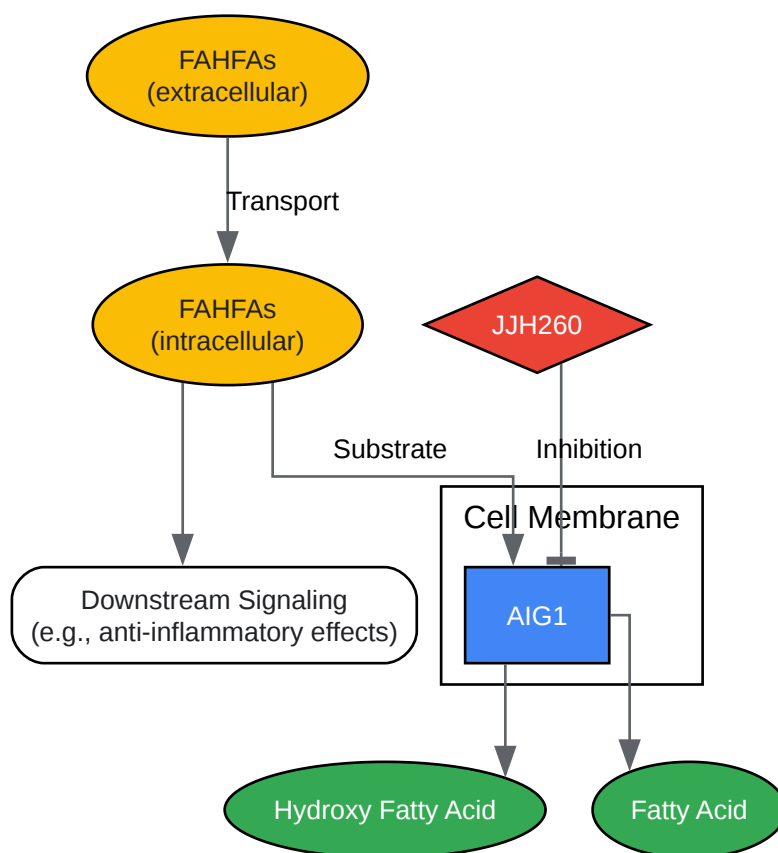 FAHFAs
(extracellular)
Transport
FAHFAs
(intracellular)
JJH260
Substrate
Inhibition
Cell Membrane
AIG1
Downstream Signaling
(e.g., anti-inflammatory effects)
Hydroxy Fatty Acid
Fatty Acid